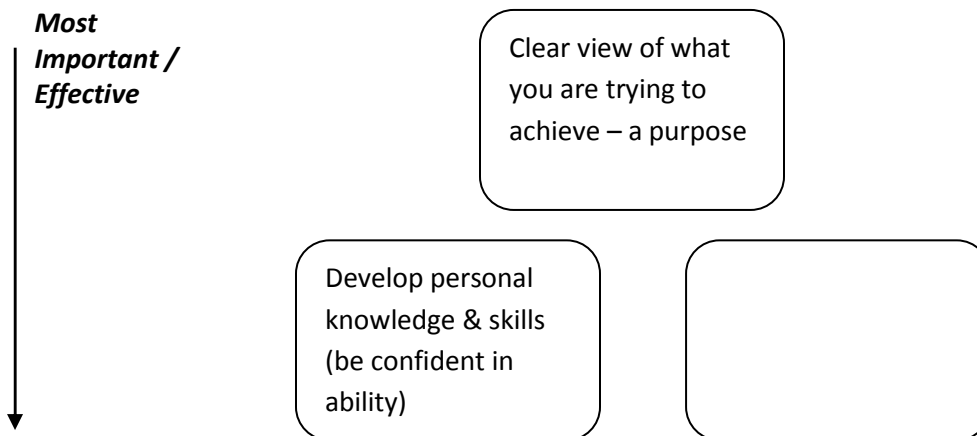 Most
Important /
Effective
Clear view of what
you are trying to
achieve – a purpose
Develop personal
knowledge & skills
(be confident in
ability)